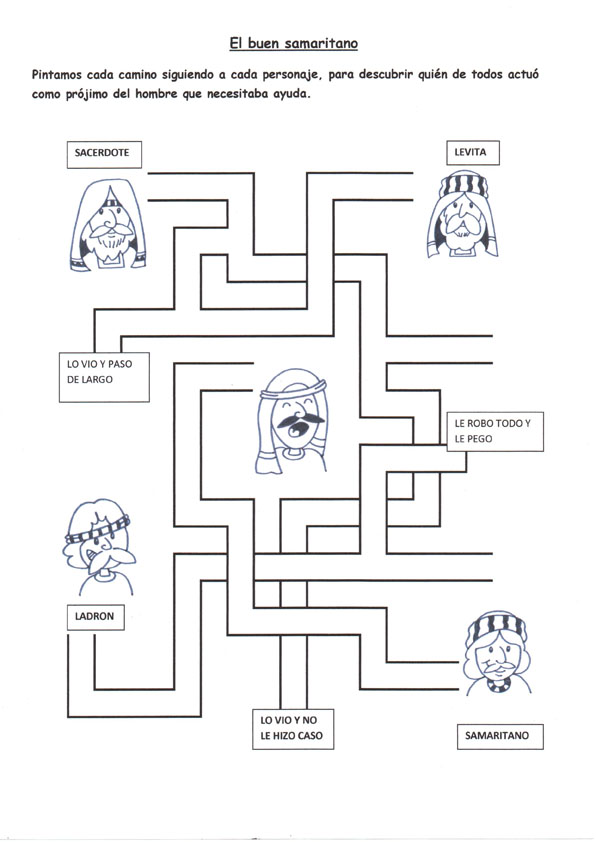 El buen samaritano
Pintamos cada camino siguiendo a cada personaje, para descubrir quién de todos actuó
como prójimo del hombre que necesitaba ayuda.
SACERDOTE
LEVITA
LO VIO Y PASO
DE LARGO
LE ROBO TODO Y
LE PEGO
LADRON
LO VIO Y NO
LE HIZO CASO
SAMARITANO